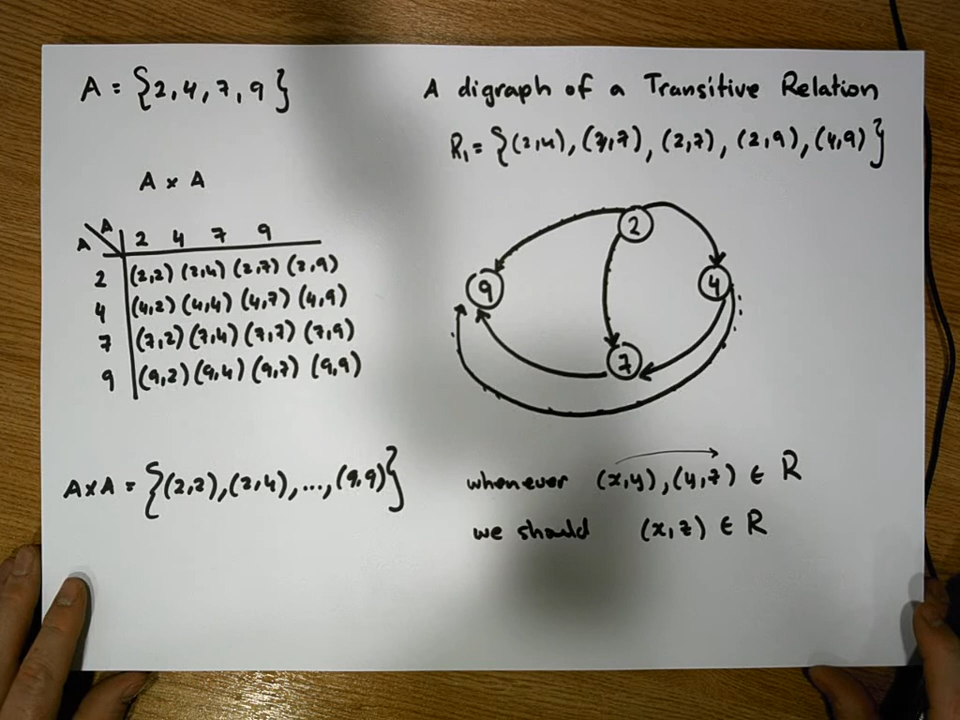 A = {2, 4, 7, 9}
A digraph of a Transitive Relation
R₁ = {(2,4), (2,7), (2,9), (4,9)}
A × A
A A 2 4 7 9
2 (2,2) (2,4) (2,7) (2,9)
4 (4,2) (4,4) (4,7) (4,9)
7 (7,2) (7,4) (7,7) (7,9)
9 (9,2) (9,4) (9,7) (9,9)
2
9
4
7
A×A = {(2,2), (2,4), ..., (9,9)}
whenever (x,y), (y,z) ∈ R
we should (x,z) ∈ R